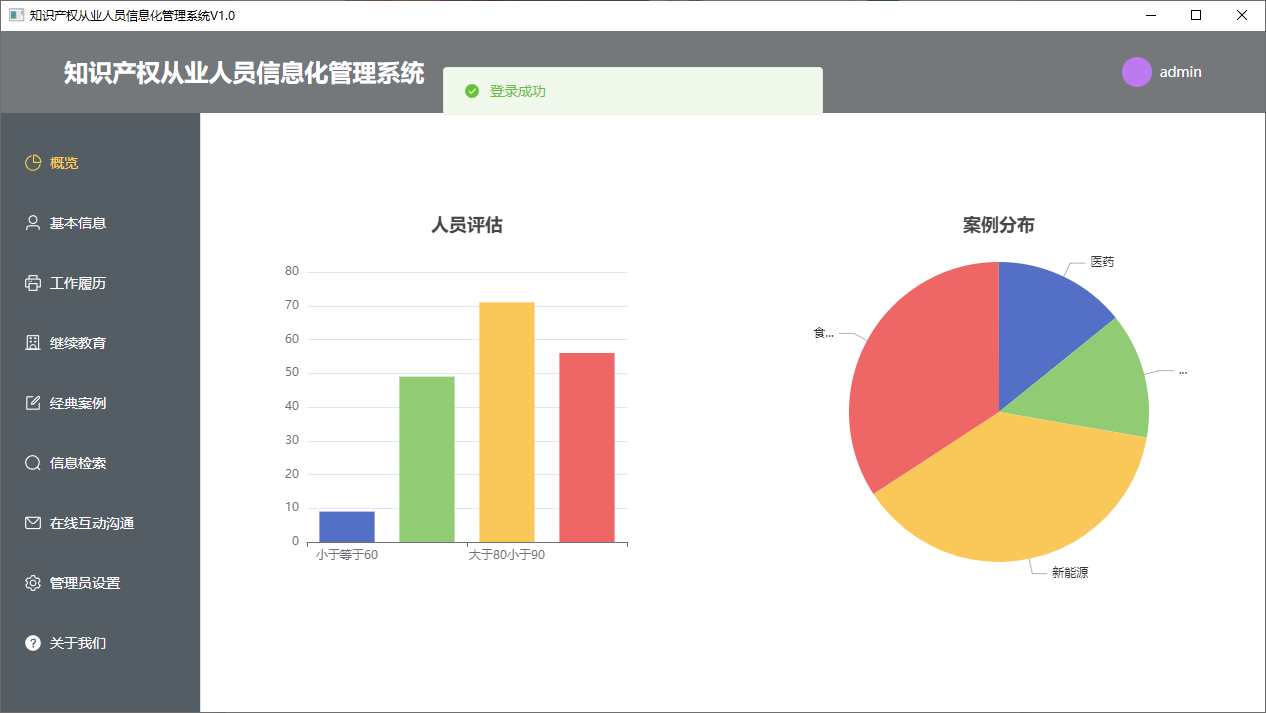 知识产权从业人员信息化管理系统V1.0
知识产权从业人员信息化管理系统
登录成功
admin
概览
基本信息
工作履历
继续教育
经典案例
信息检索
在线互动沟通
管理员设置
关于我们
人员评估
80
70
60
50
40
30
20
10
0
小于等于60
大于80小于90
案例分布
医药
食...
...
新能源